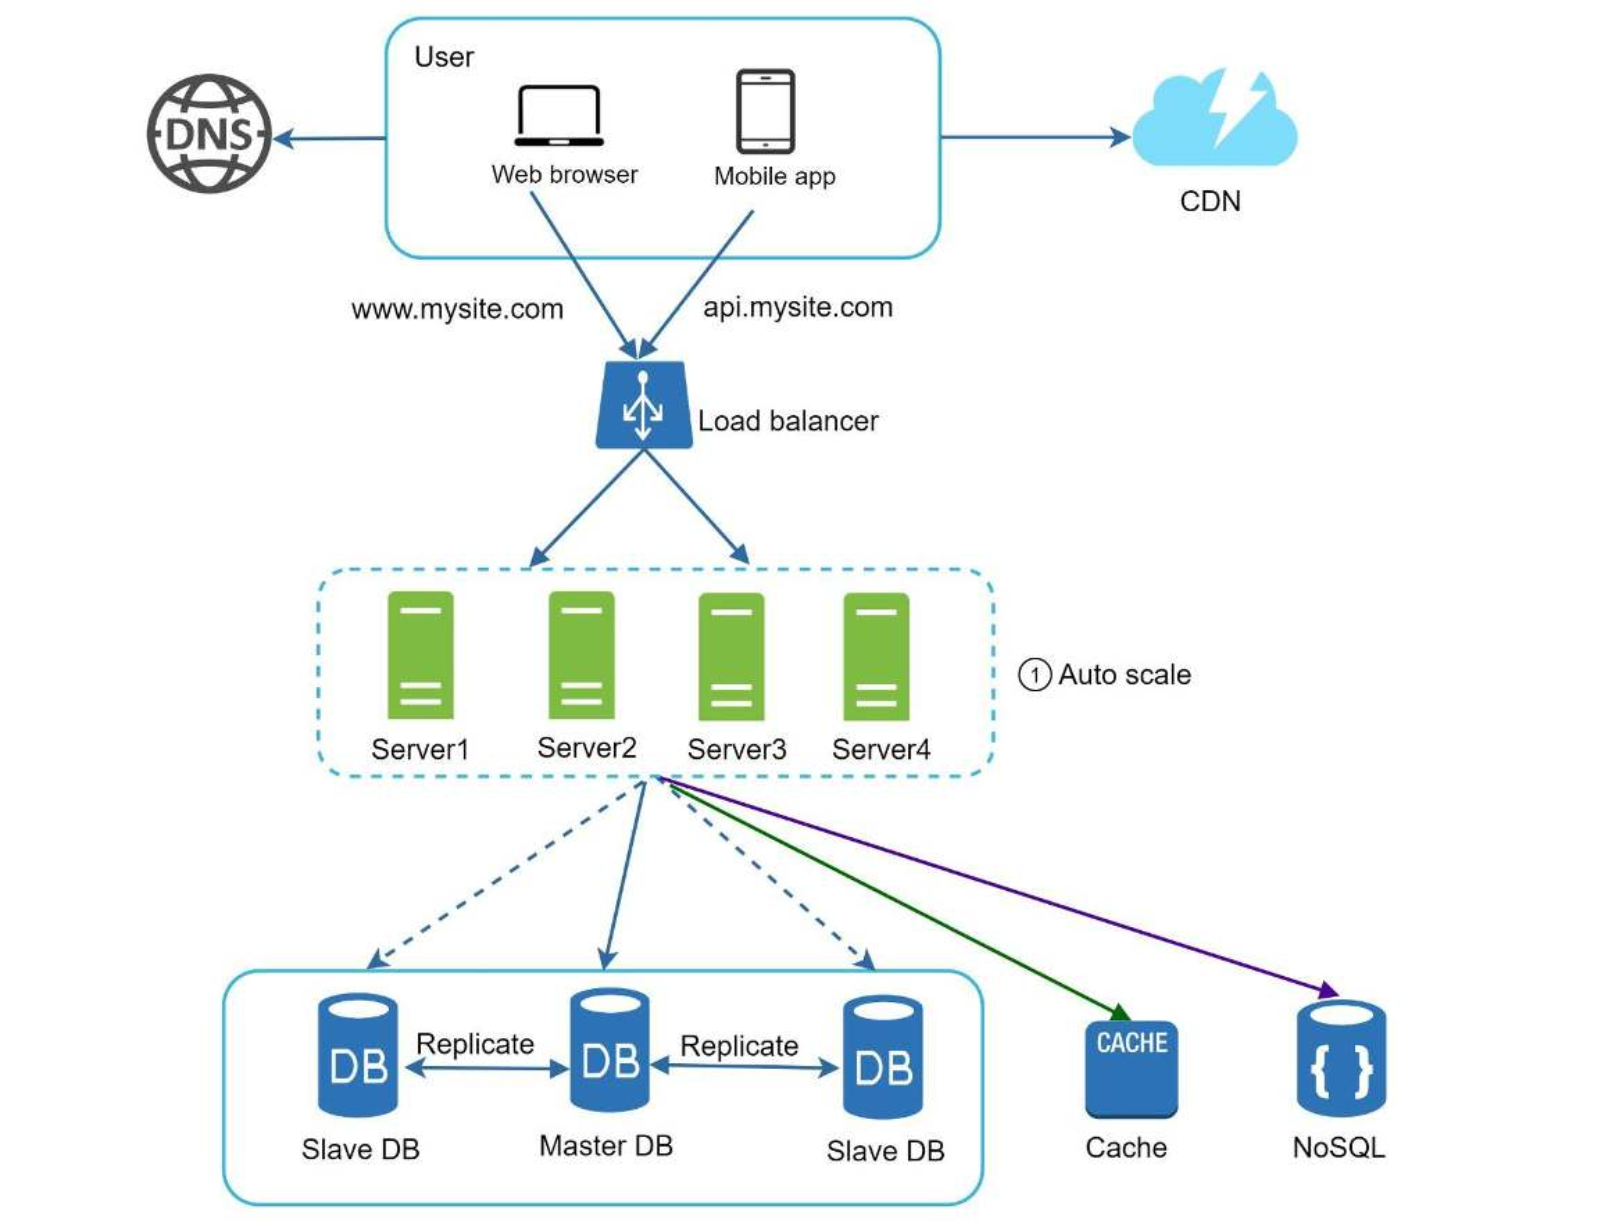 User
DNS
Web browser
Mobile app
CDN
www.mysite.com
api.mysite.com
Load balancer
Server1
Server2
Server3
Server4
1 Auto scale
DB
Replicate
DB
Replicate
DB
CACHE
{ }
Slave DB
Master DB
Slave DB
Cache
NoSQL